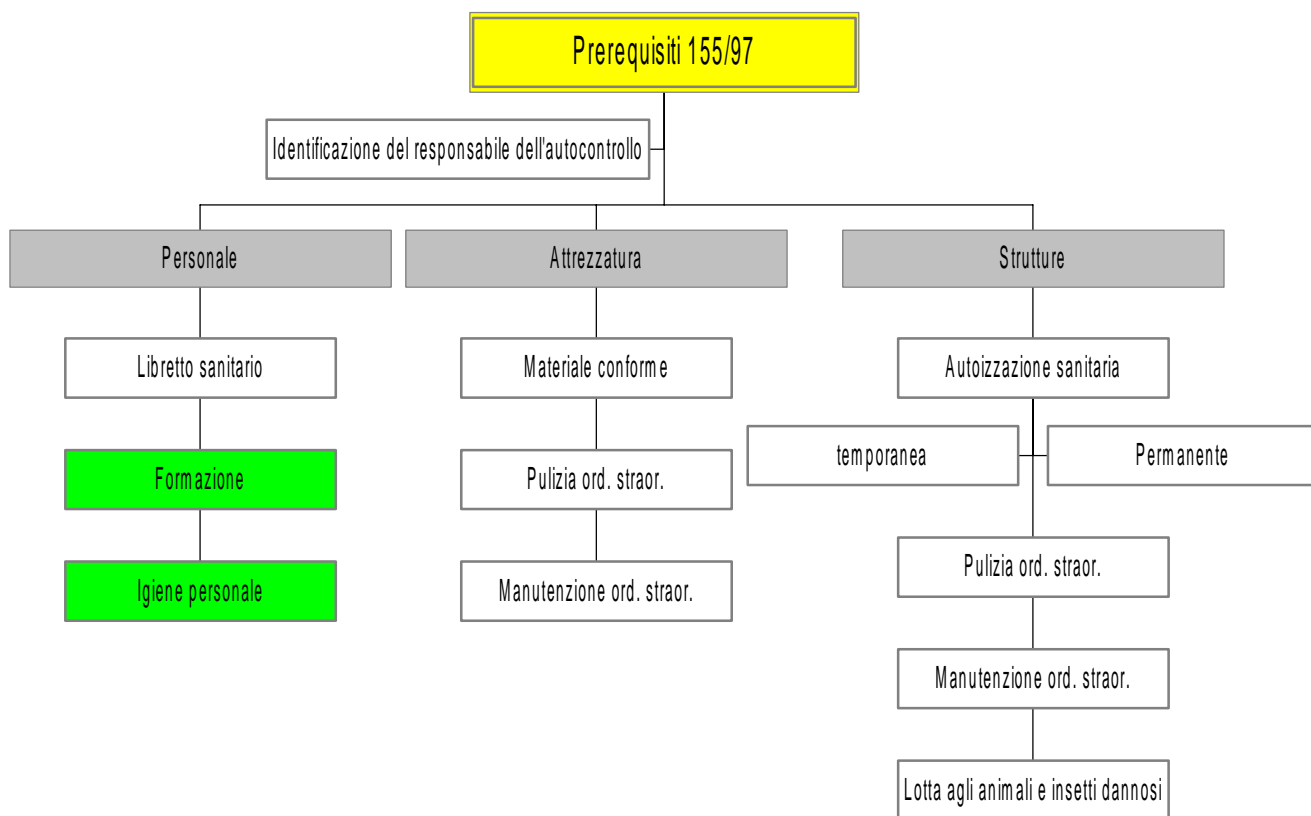 Prerequisiti 155/97
Identificazione del responsabile dell'autocontrollo
Personale
Attrezzatura
Strutture
Libretto sanitario
Materiale conforme
Autoizzazione sanitaria
temporanea
Permanente
Formazione
Pulizia ord. straor.
Pulizia ord. straor.
Igiene personale
Manutenzione ord. straor.
Manutenzione ord. straor.
Lotta agli animali e insetti dannosi